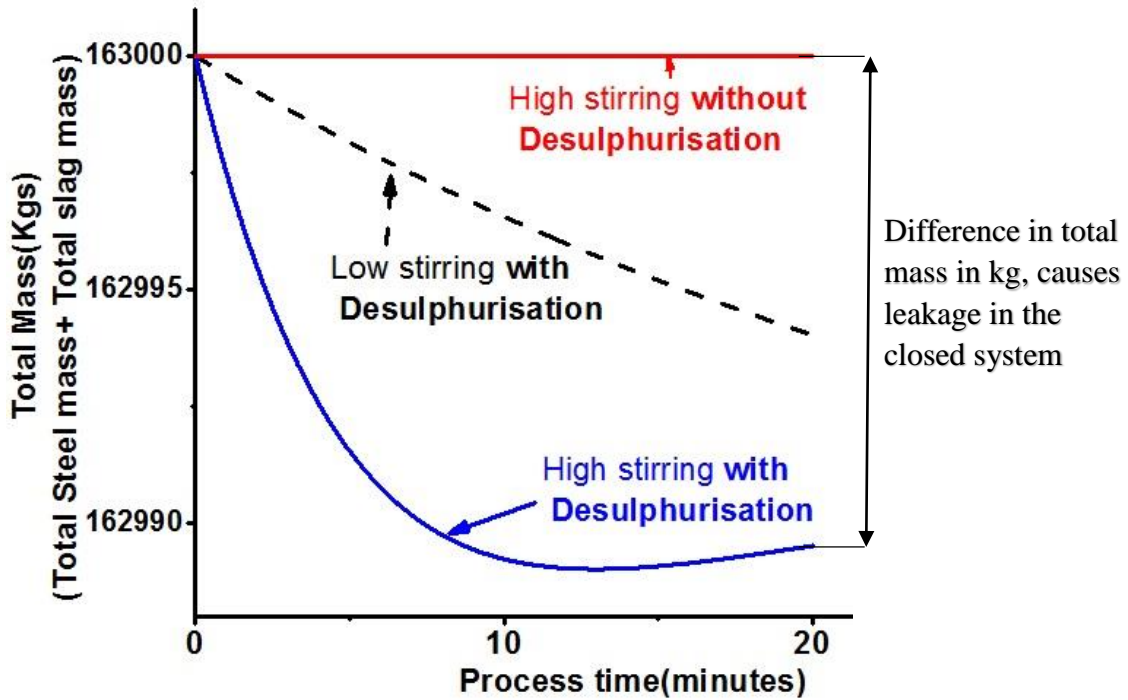 Total Mass(Kgs)
(Total Steel mass+ Total slag mass)
163000
162995
162990
High stirring without
Desulphurisation
Low stirring with
Desulphurisation
High stirring with
Desulphurisation
Difference in total
mass in kg, causes
leakage in the
closed system
0
10
20
Process time(minutes)